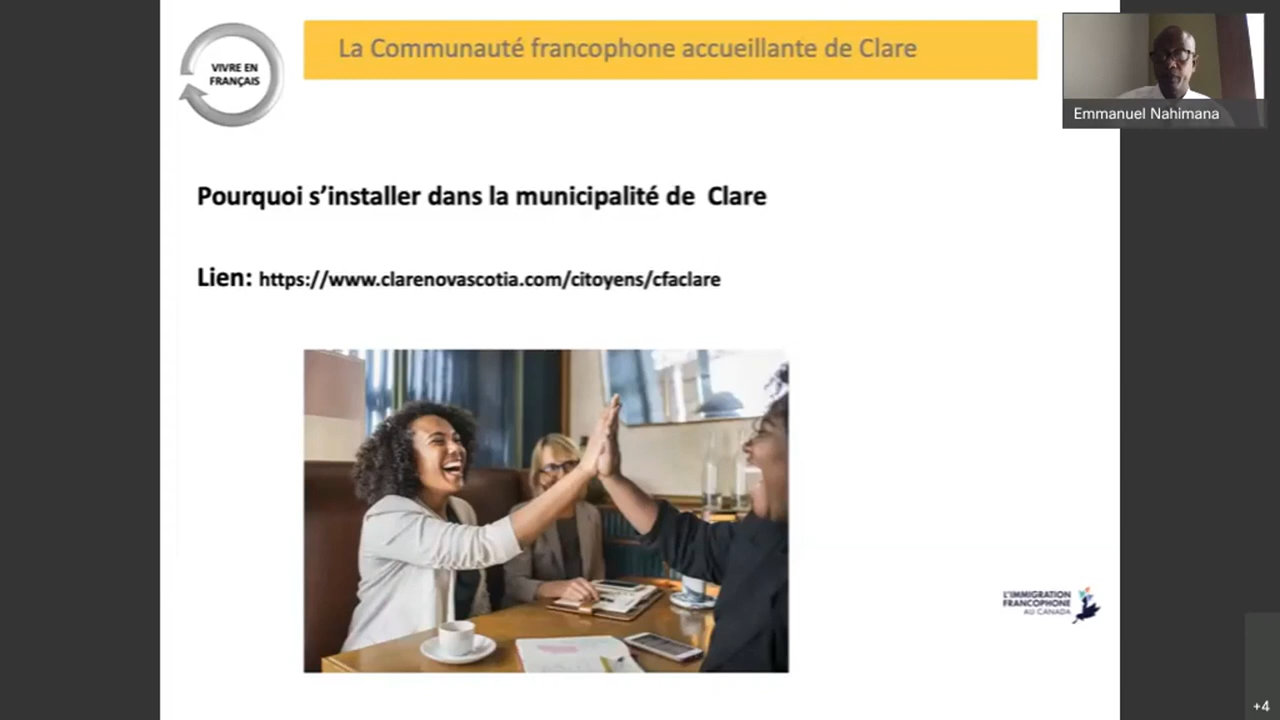 VIVRE EN
FRANÇAIS
La Communauté francophone accueillante de Clare
Emmanuel Nahimana
Pourquoi s'installer dans la municipalité de Clare
Lien: https://www.clarenovascotia.com/citoyens/cfaclare
L'IMMIGRATION
FRANCOPHONE
AU CANADA
+4